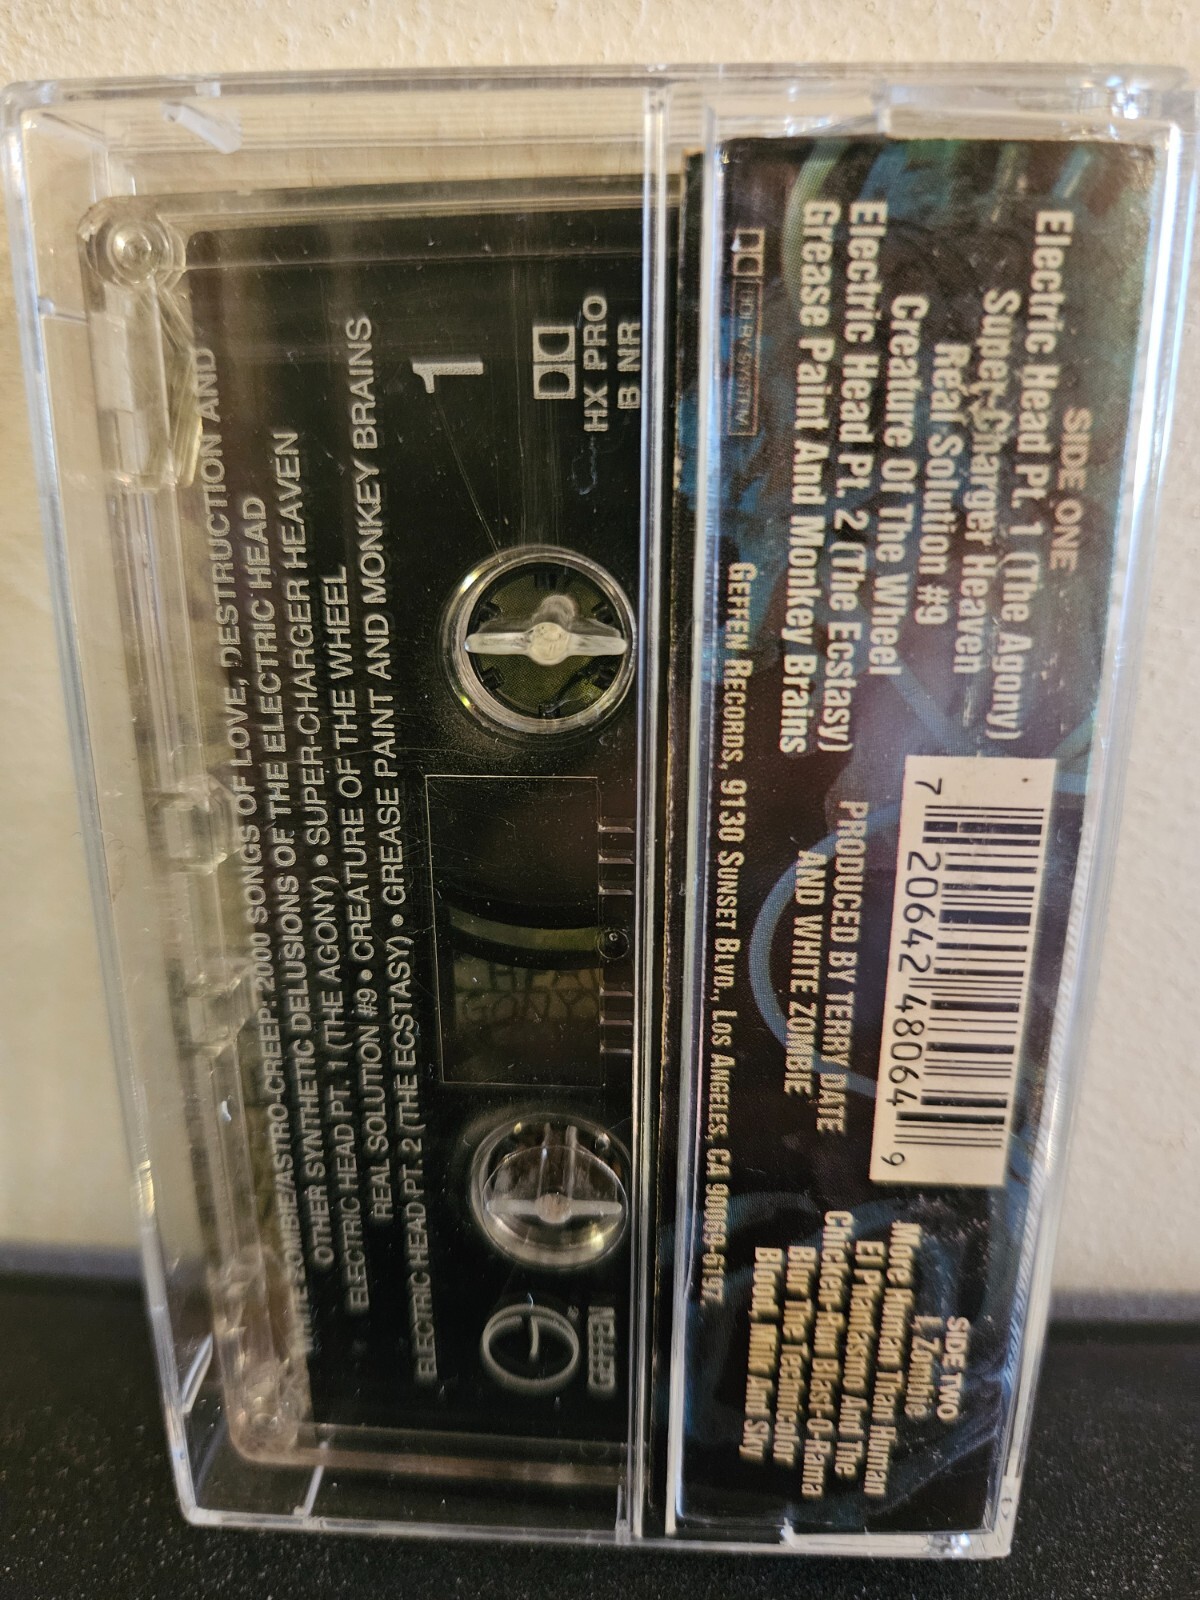 SIDE ONE
Electric Head Pt. 1 (The Agony)
Super-Charger Heaven
Real Solution #9
Creature Of The Wheel
Electric Head Pt. 2 (The Ecstasy)
Grease Paint And Monkey Brains
DOLBY SYSTEM
7 20642 48064 9
PRODUCED BY TERRY DATE
AND WHITE ZOMBIE
GEFFEN RECORDS, 9130 SUNSET BLVD., LOS ANGELES, CA 90069-6197.
SIDE TWO
I, Zombie
More Human Than Human
El Phantasmo And The
Chicken-Run Blast-O-Rama
Blur The Technicolor
Blood, Milk And Sky
WHITE ZOMBIE/ASTRO-CREEP: 2000 SONGS OF LOVE, DESTRUCTION AND
OTHER SYNTHETIC DELUSIONS OF THE ELECTRIC HEAD
ELECTRIC HEAD PT. 1 (THE AGONY) • SUPER-CHARGER HEAVEN
REAL SOLUTION #9 • CREATURE OF THE WHEEL
ELECTRIC HEAD PT. 2 (THE ECSTASY) • GREASE PAINT AND MONKEY BRAINS
1
HX PRO
B NR
GEFFEN